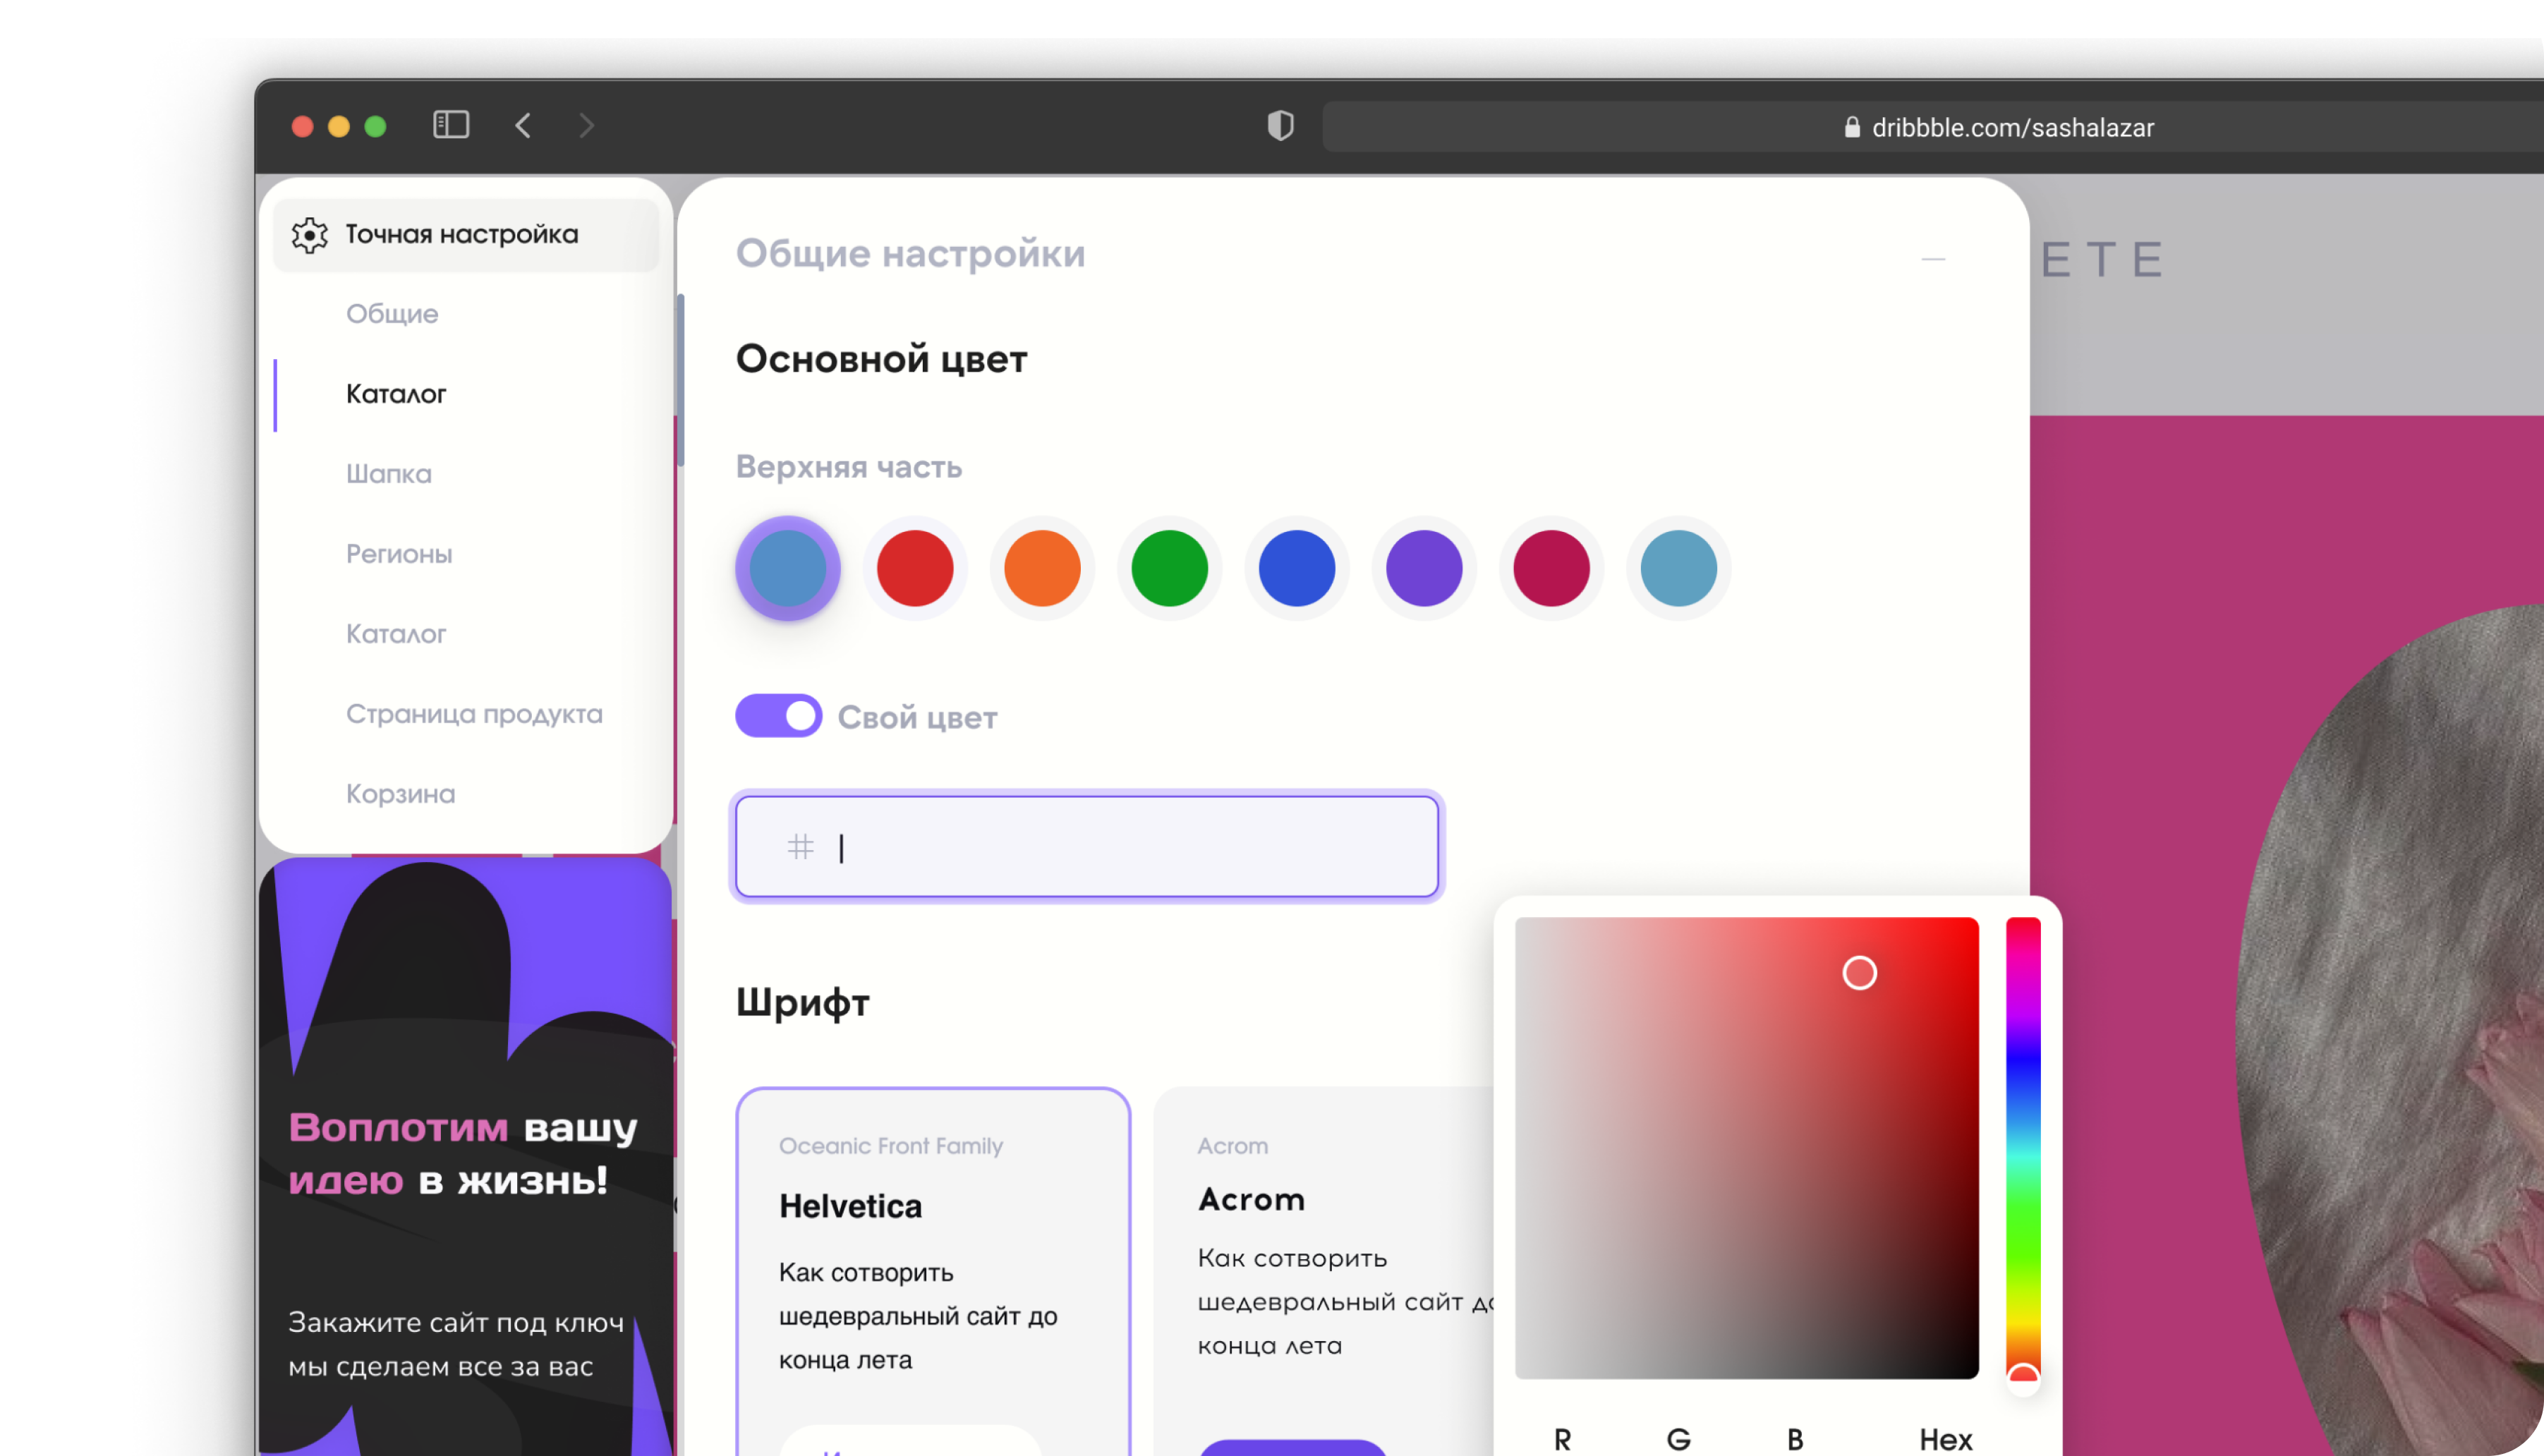 dribbble.com/sashalazar
Точная настройка
Общие
Каталог
Шапка
Регионы
Каталог
Страница продукта
Корзина
Воплотим вашу
идею в жизнь!
Закажите сайт под ключ
мы сделаем все за вас
Общие настройки
Основной цвет
Верхняя часть
Свой цвет
#
Шрифт
Oceanic Front Family
Helvetica
Как сотворить
шедевральный сайт до
конца лета
Acrom
Acrom
Как сотворить
шедевральный сайт до
конца лета
R G B Hex
ETE